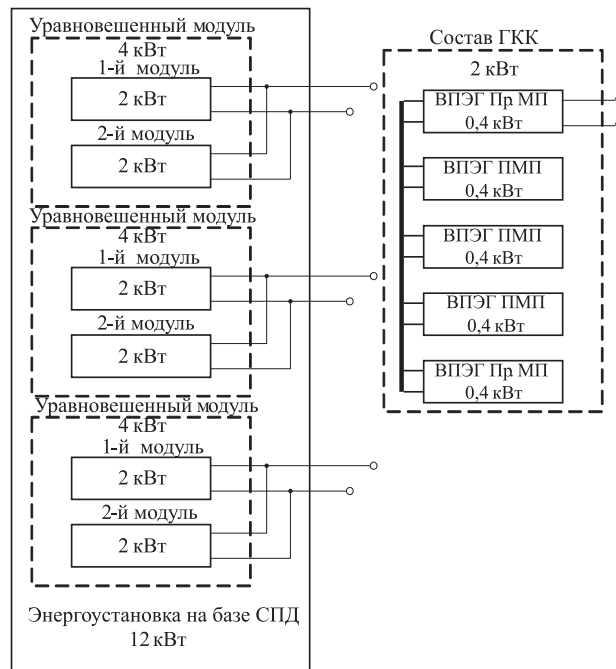 Уравновешенный модуль
4 кВт
1-й модуль
2 кВт
2-й модуль
2 кВт
Уравновешенный модуль
4 кВт
1-й модуль
2 кВт
2-й модуль
2 кВт
Уравновешенный модуль
4 кВт
1-й модуль
2 кВт
2-й модуль
2 кВт
Энергоустановка на базе СПД
12 кВт
Состав ГКК
2 кВт
ВПЭГ Пр МП
0,4 кВт
ВПЭГ ПМП
0,4 кВт
ВПЭГ ПМП
0,4 кВт
ВПЭГ ПМП
0,4 кВт
ВПЭГ Пр МП
0,4 кВт